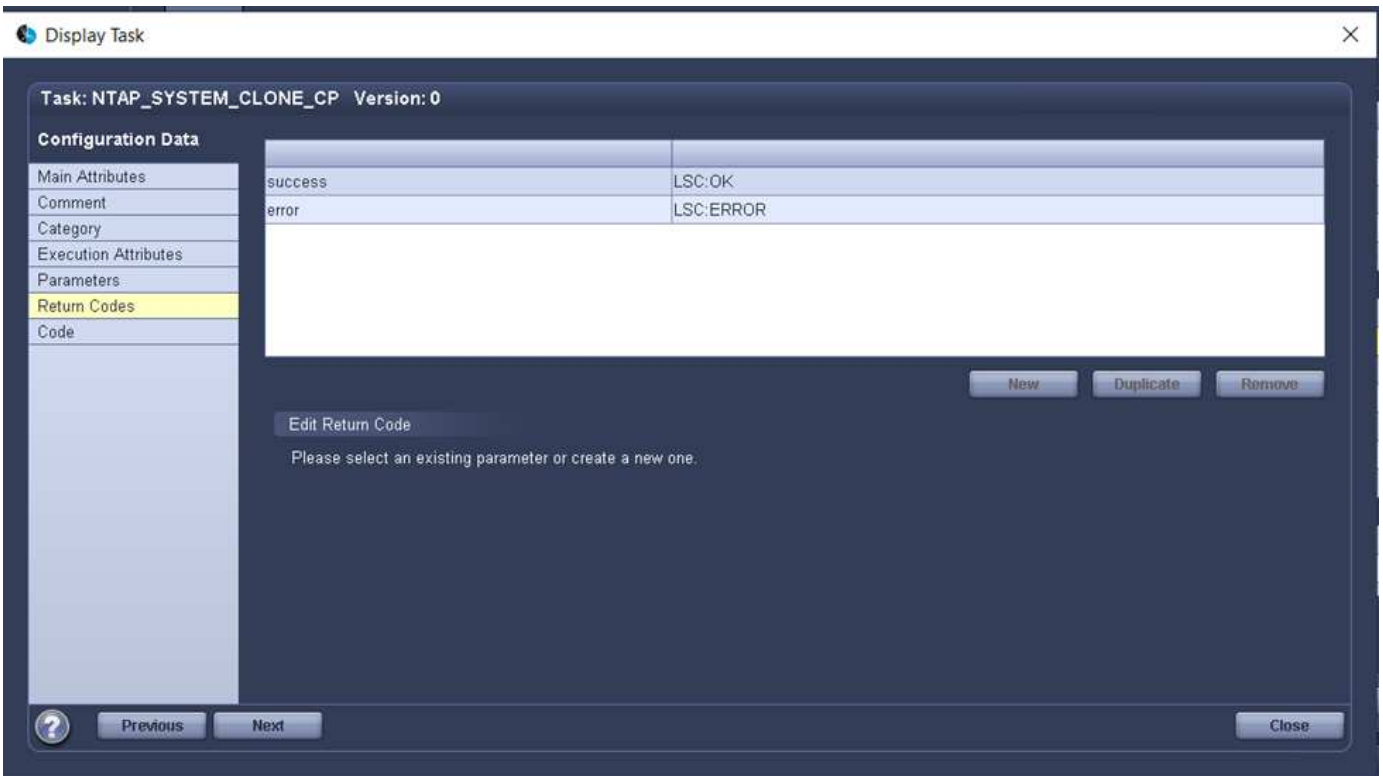 Display Task
Task: NTAP_SYSTEM_CLONE_CP Version: 0
Configuration Data
Main Attributes
Comment
Category
Execution Attributes
Parameters
Return Codes
Code
success LSC:OK
error LSC:ERROR
New Duplicate Remove
Edit Return Code
Please select an existing parameter or create a new one.
? Previous Next Close